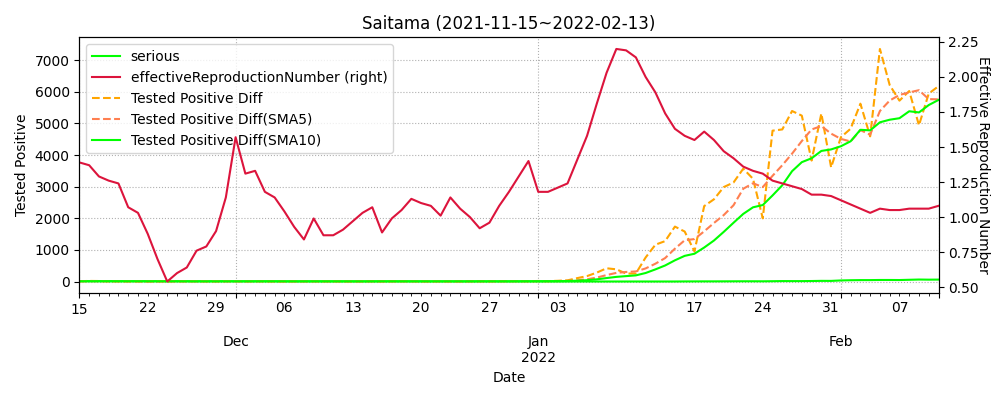 Saitama (2021-11-15~2022-02-13)
serious
effectiveReproductionNumber (right)
Tested Positive Diff
Tested Positive Diff(SMA5)
Tested Positive Diff(SMA10)
Tested Positive
7000
6000
5000
4000
3000
2000
1000
0
2.25
2.00
1.75
1.50
1.25
1.00
0.75
0.50
Effective Reproduction Number
15 22 29 06 13 20 27 03 10 17 24 31 07
Dec Jan Feb
2022
Date